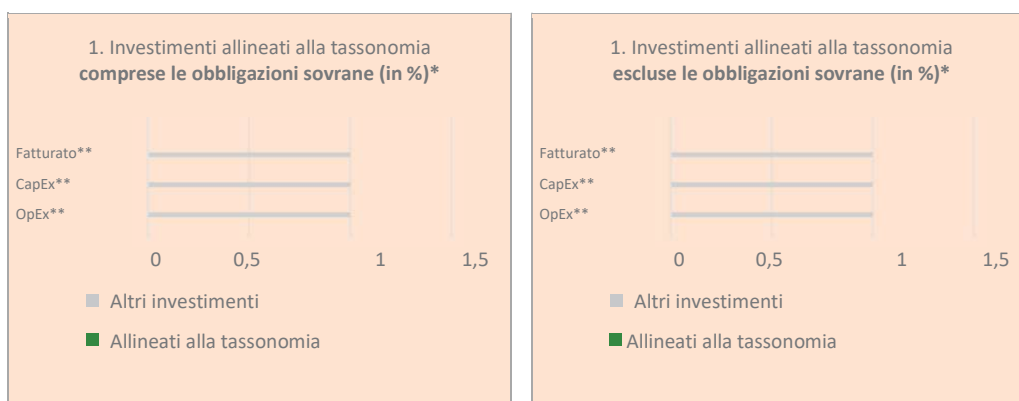 1. Investimenti allineati alla tassonomia
comprese le obbligazioni sovrane (in %)*
Fatturato**
CapEx**
OpEx**
0 0,5 1 1,5
Altri investimenti
Allineati alla tassonomia
1. Investimenti allineati alla tassonomia
escluse le obbligazioni sovrane (in %)*
Fatturato**
CapEx**
OpEx**
0 0,5 1 1,5
Altri investimenti
Allineati alla tassonomia